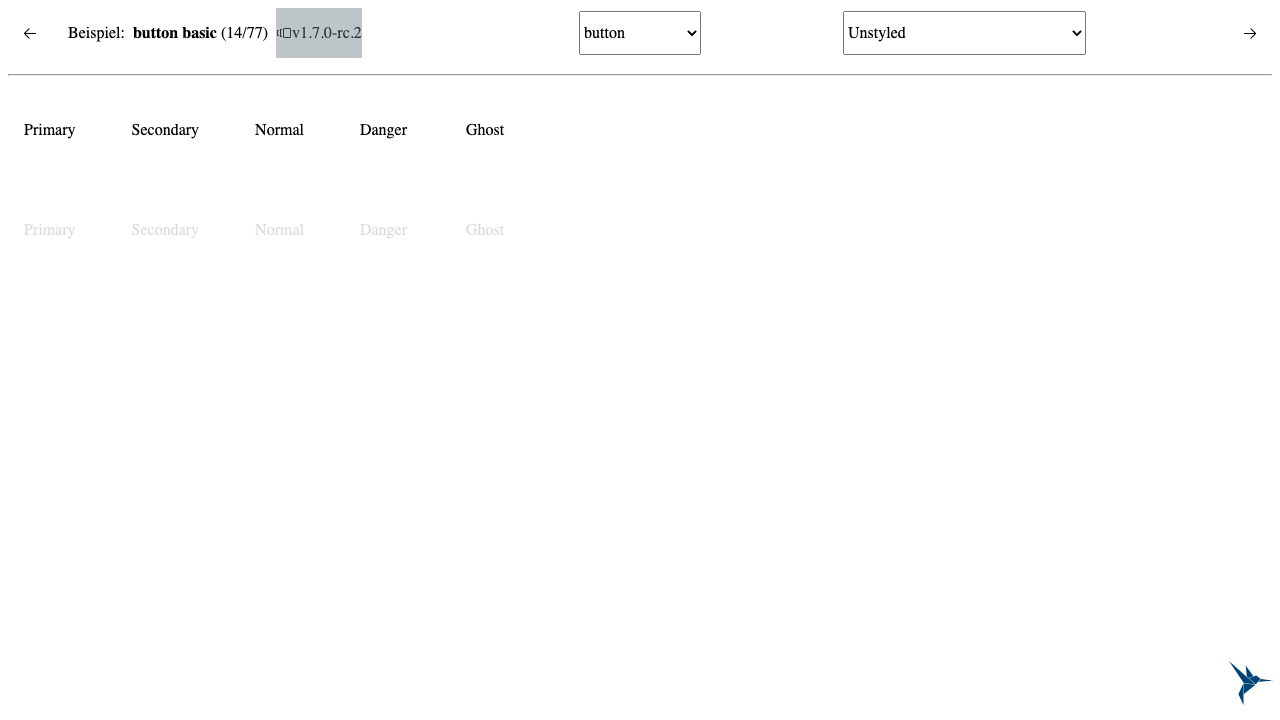 ← Beispiel: button basic (14/77) v1.7.0-rc.2 button Unstyled →
Primary Secondary Normal Danger Ghost
Primary Secondary Normal Danger Ghost